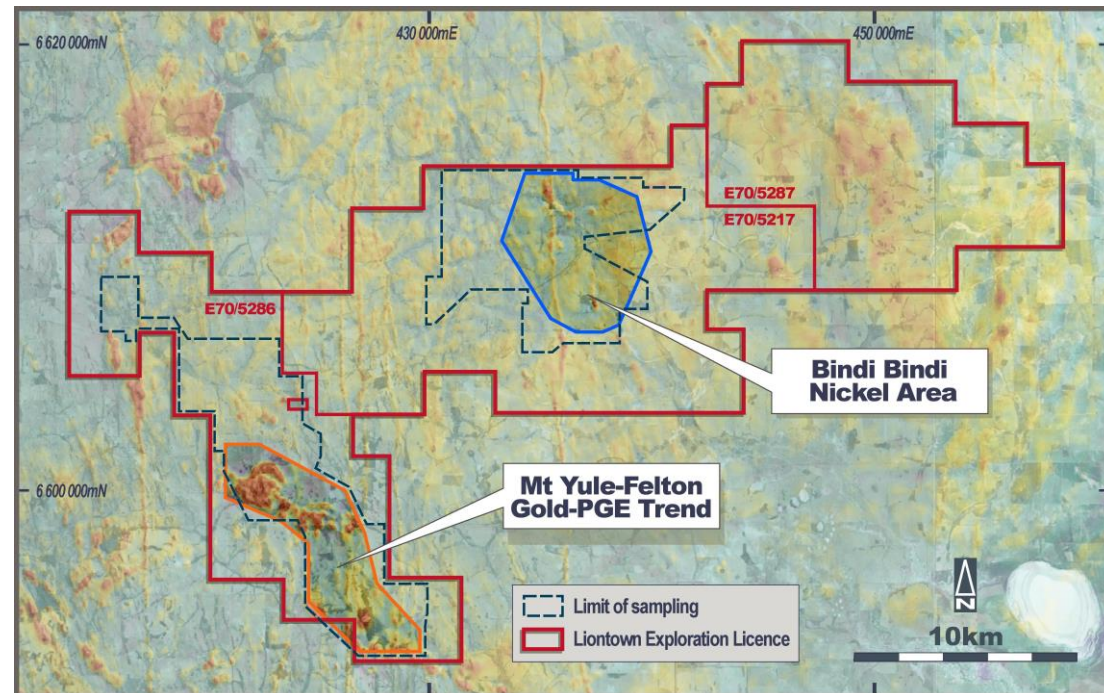 6 620 000mN
430 000mE
450 000mE
E70/5287
E70/5217
E70/5286
Bindi Bindi
Nickel Area
6 600 000mN
Mt Yule-Felton
Gold-PGE Trend
Limit of sampling
Liontown Exploration Licence
N
10km